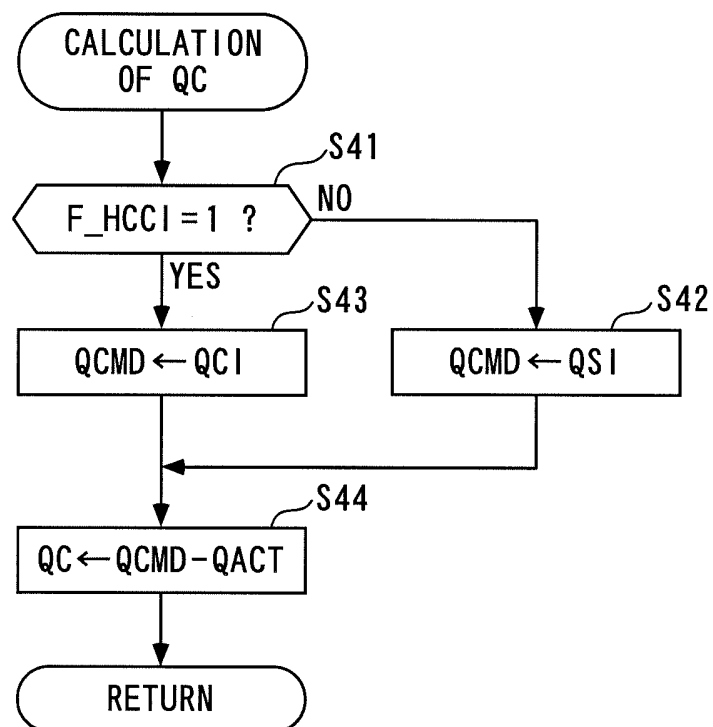 CALCULATION
OF QC
S41
F_HCCI=1 ?
NO
YES
S43
S42
QCMD←QCI
QCMD←QSI
S44
QC←QCMD-QACT
RETURN